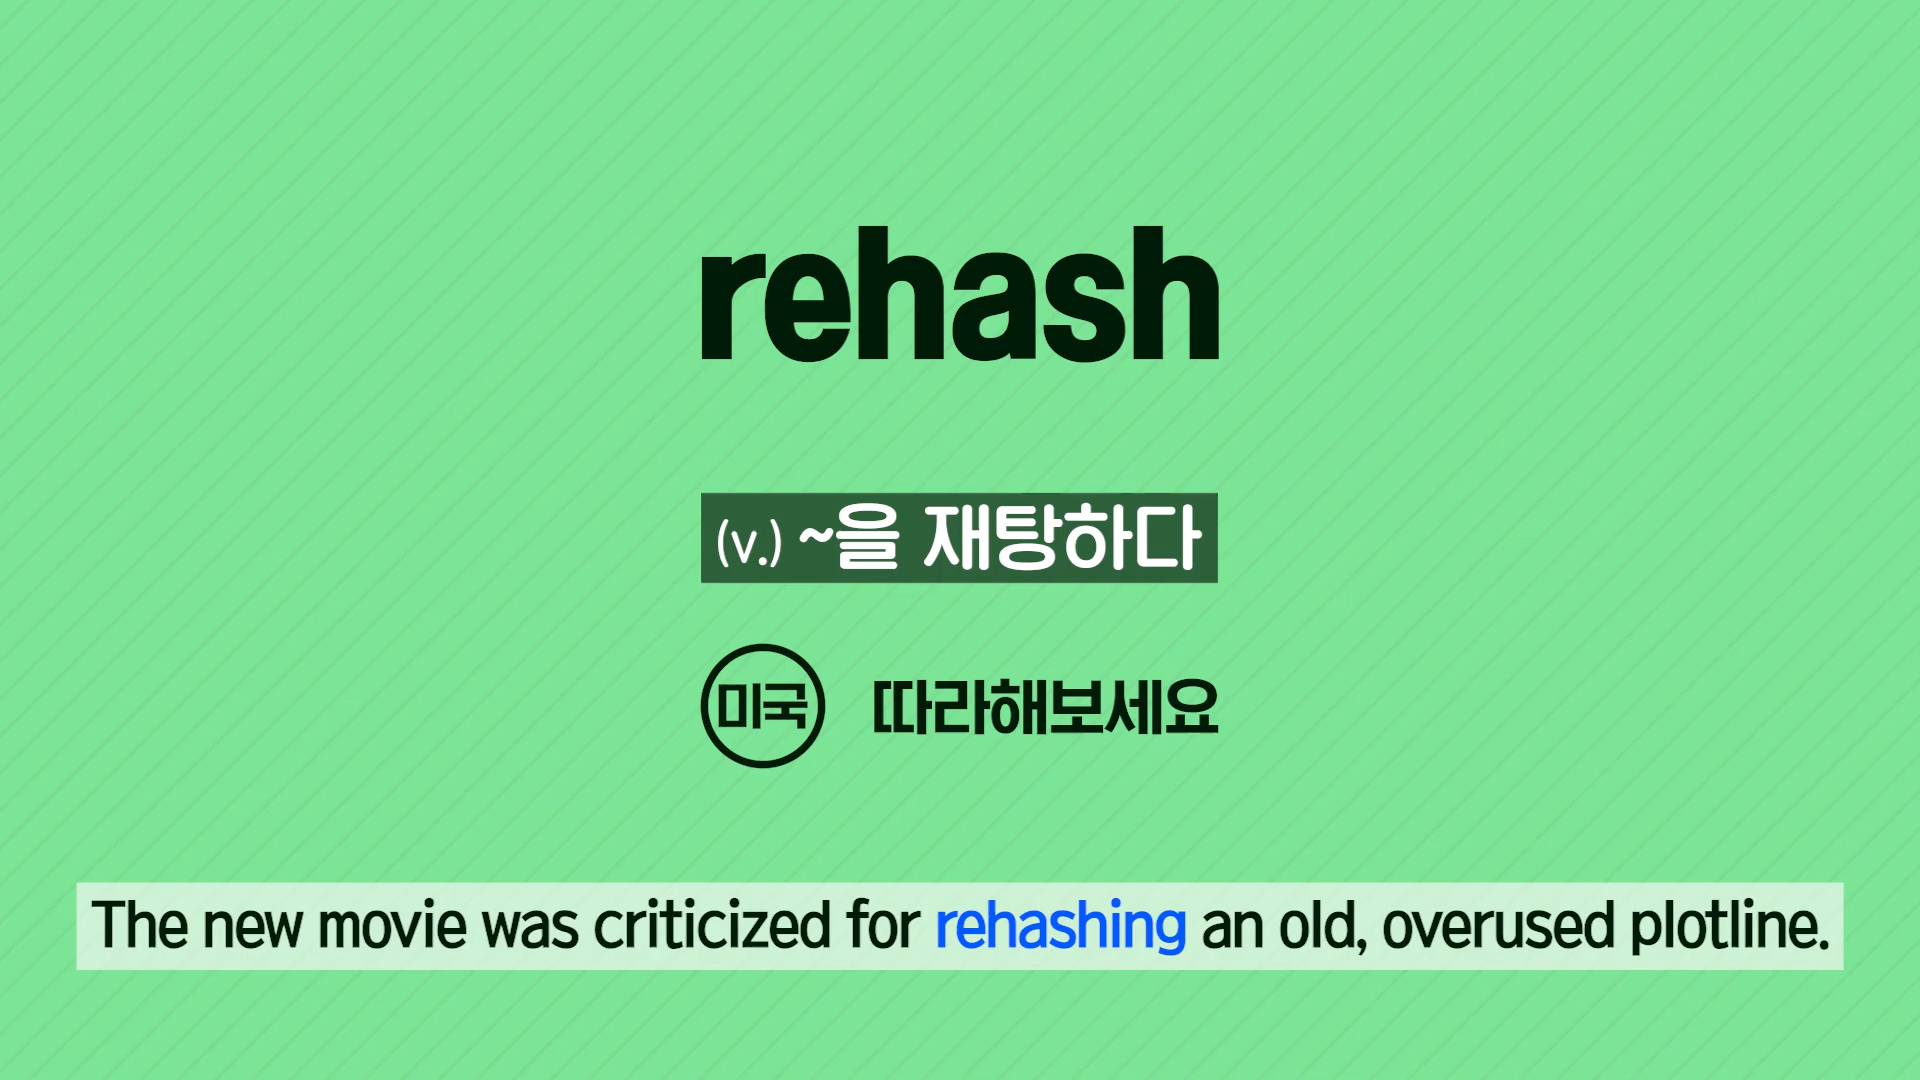 rehash
(v.) ~을 재탕하다
미국 따라해보세요
The new movie was criticized for rehashing an old, overused plotline.